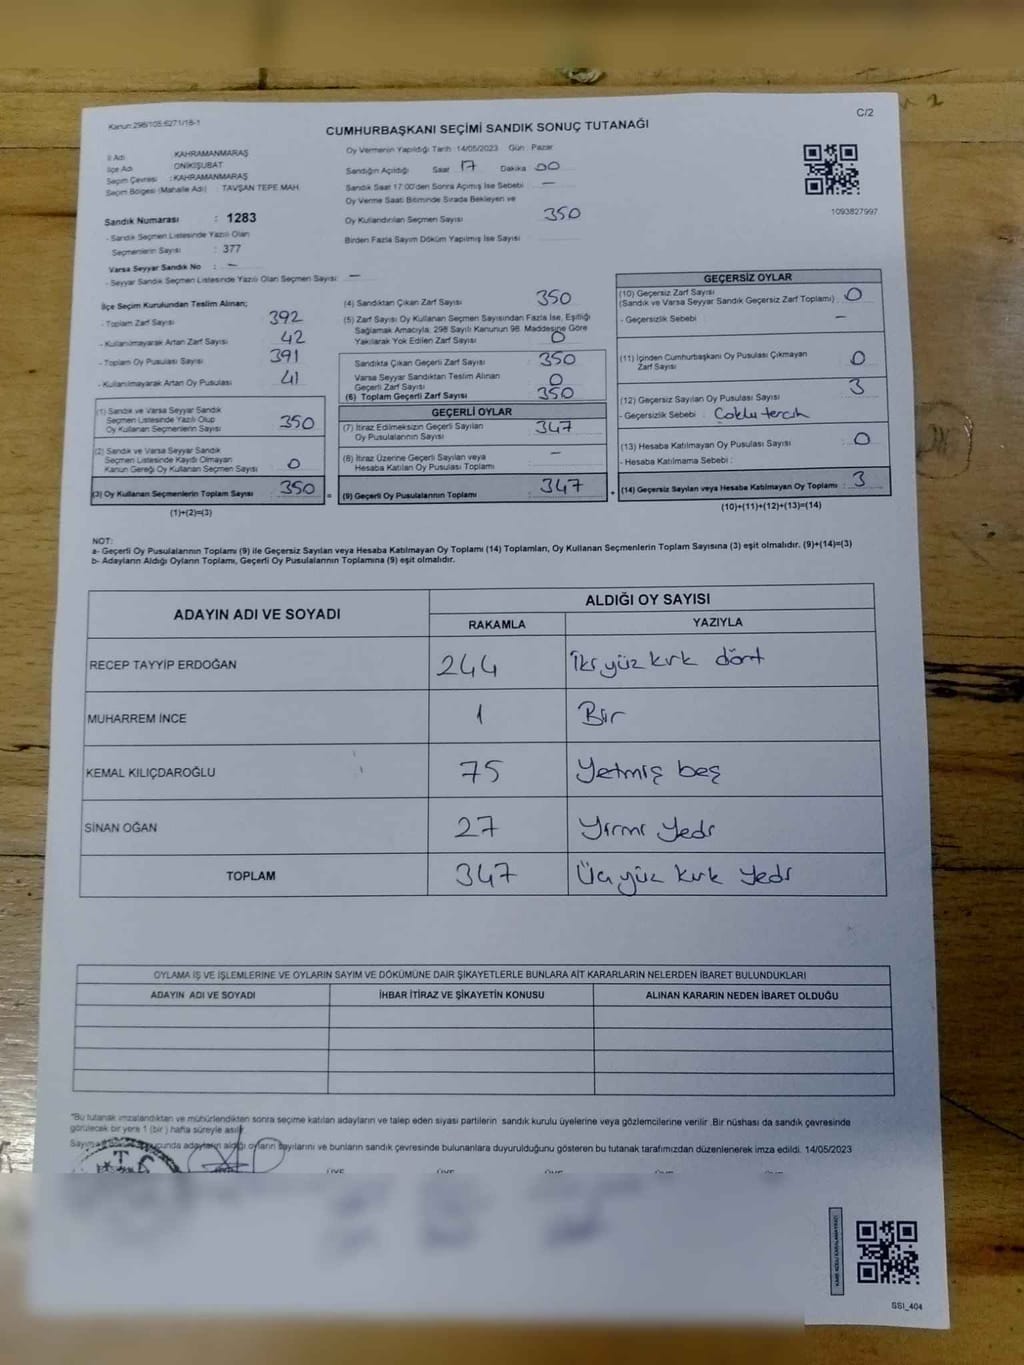 Kanun:298/105;6271/18-1
C/2
CUMHURBAŞKANI SEÇİMİ SANDIK SONUÇ TUTANAĞI
İl Adı : KAHRAMANMARAŞ
İlçe Adı : ONİKİŞUBAT
Seçim Çevresi : KAHRAMANMARAŞ
Seçim Bölgesi (Mahalle Adı) : TAVŞAN TEPE MAH.
Sandık Numarası : 1283
- Sandık Seçmen Listesinde Yazılı Olan
Seçmenlerin Sayısı : 377
Varsa Seyyar Sandık No : -
- Seyyar Sandık Seçmen Listesinde Yazılı Olan Seçmen Sayısı: -
Oy Vermenin Yapıldığı Tarih :14/05/2023 Gün : Pazar
Sandığın Açıldığı Saat 17 Dakika 00
Sandık Saat 17:00'den Sonra Açılmış İse Sebebi -
Oy Verme Saati Bitiminde Sırada Bekleyen ve
Oy Kullandırılan Seçmen Sayısı 350
Birden Fazla Sayım Döküm Yapılmış İse Sayısı
1093827997
İlçe Seçim Kurulundan Teslim Alınan;
- Toplam Zarf Sayısı 392
- Kullanılmayarak Artan Zarf Sayısı 42
- Toplam Oy Pusulası Sayısı 391
- Kullanılmayarak Artan Oy Pusulası 41
(1) Sandık ve Varsa Seyyar Sandık
Seçmen Listesinde Yazılı Olup
Oy Kullanan Seçmenlerin Sayısı 350
(2) Sandık ve Varsa Seyyar Sandık
Seçmen Listesinde Kaydı Olmayan
Kanun Gereği Oy Kullanan Seçmen Sayısı 0
(3) Oy Kullanan Seçmenlerin Toplam Sayısı 350 =
(1)+(2)=(3)
(4) Sandıktan Çıkan Zarf Sayısı 350
(5) Zarf Sayısı Oy Kullanan Seçmen Sayısından Fazla İse, Eşitliği
Sağlamak Amacıyla; 298 Sayılı Kanunun 98. Maddesine Göre
Yakılarak Yok Edilen Zarf Sayısı 0
Sandıkta Çıkan Geçerli Zarf Sayısı 350
Varsa Seyyar Sandıktan Teslim Alınan
Geçerli Zarf Sayısı 0
(6) Toplam Geçerli Zarf Sayısı 350
GEÇERLİ OYLAR
(7) İtiraz Edilmeksizin Geçerli Sayılan
Oy Pusulalarının Sayısı 347
(8) İtiraz Üzerine Geçerli Sayılan veya
Hesaba Katılan Oy Pusulası Toplamı -
(9) Geçerli Oy Pusulalarının Toplamı 347 +
GEÇERSİZ OYLAR
(10) Geçersiz Zarf Sayısı
(Sandık ve Varsa Seyyar Sandık Geçersiz Zarf Toplamı) : 0
- Geçersizlik Sebebi : -
(11) İçinden Cumhurbaşkanı Oy Pusulası Çıkmayan
Zarf Sayısı 0
(12) Geçersiz Sayılan Oy Pusulası Sayısı 3
- Geçersizlik Sebebi : Çoklu tercih
(13) Hesaba Katılmayan Oy Pusulası Sayısı : 0
- Hesaba Katılmama Sebebi :
(14) Geçersiz Sayılan veya Hesaba Katılmayan Oy Toplamı : 3
(10)+(11)+(12)+(13)=(14)
NOT:
a- Geçerli Oy Pusulalarının Toplamı (9) ile Geçersiz Sayılan veya Hesaba Katılmayan Oy Toplamı (14) Toplamları, Oy Kullanan Seçmenlerin Toplam Sayısına (3) eşit olmalıdır. (9)+(14)=(3)
b- Adayların Aldığı Oyların Toplamı, Geçerli Oy Pusulalarının Toplamına (9) eşit olmalıdır.
ADAYIN ADI VE SOYADI
ALDIĞI OY SAYISI
RAKAMLA YAZIYLA
RECEP TAYYİP ERDOĞAN 244 İki yüz kırk dört
MUHARREM İNCE 1 Bir
KEMAL KILIÇDAROĞLU 75 Yetmiş beş
SİNAN OĞAN 27 Yirmi Yedi
TOPLAM 347 Üç yüz kırk Yedi
OYLAMA İŞ VE İŞLEMLERİNE VE OYLARIN SAYIM VE DÖKÜMÜNE DAİR ŞİKAYETLERLE BUNLARA AİT KARARLARIN NELERDEN İBARET BULUNDUKLARI
ADAYIN ADI VE SOYADI İHBAR İTİRAZ VE ŞİKAYETİN KONUSU ALINAN KARARIN NEDEN İBARET OLDUĞU
"Bu tutanak imzalandıktan ve mühürlendikten sonra seçime katılan adayların ve talep eden siyasi partilerin sandık kurulu üyelerine veya gözlemcilerine verilir. Bir nüshası da sandık çevresinde
görülecek bir yere 1 (bir) hafta süreyle asılır.
Sayım ucunda adayların aldığı oyların sayılarını ve bunların sandık çevresinde bulunanlara duyurulduğunu gösteren bu tutanak tarafımızdan düzenlenerek imza edildi. 14/05/2023
SSI_404